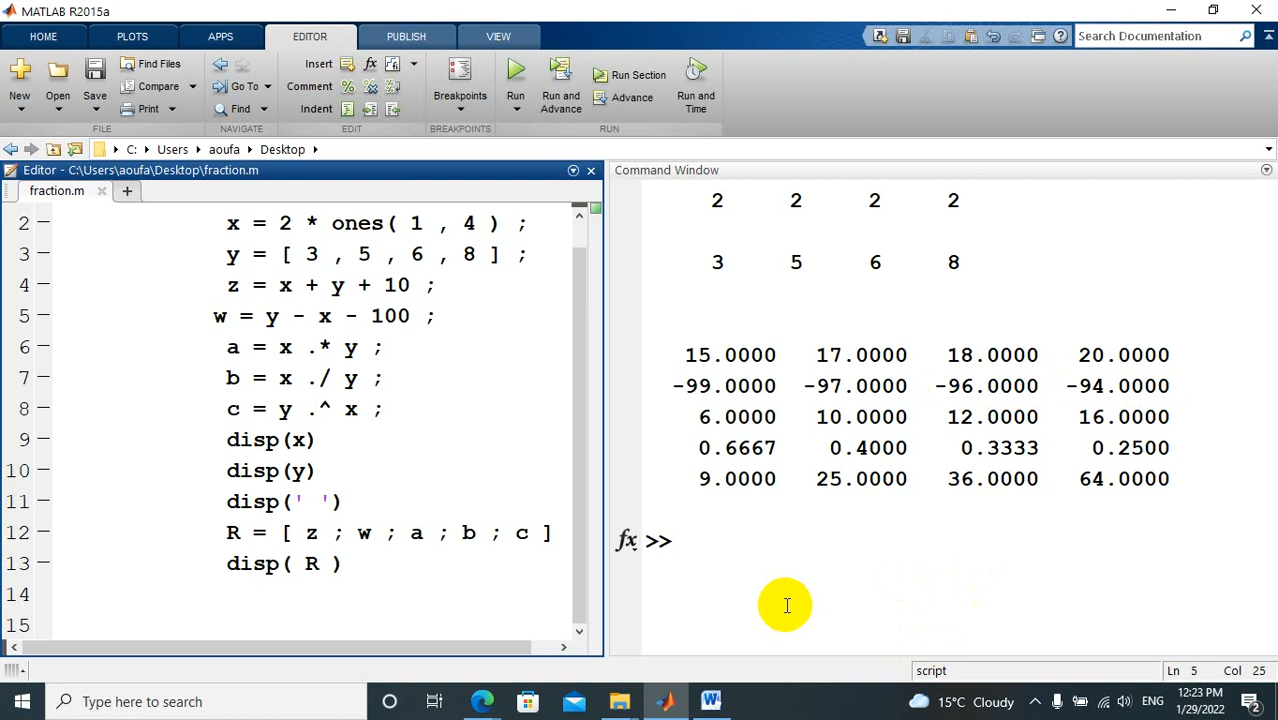 MATLAB R2015a
HOME PLOTS APPS EDITOR PUBLISH VIEW Search Documentation
New Open Save Find Files Compare Print
Go To Find
Insert fx
Comment
Indent
Breakpoints
Run Run and Advance Run Section Advance Run and Time
FILE NAVIGATE EDIT BREAKPOINTS RUN
C: Users aoufa Desktop
Editor - C:\Users\aoufa\Desktop\fraction.m
fraction.m
2 x = 2 * ones( 1 , 4 ) ;
3 y = [ 3 , 5 , 6 , 8 ] ;
4 z = x + y + 10 ;
5 w = y - x - 100 ;
6 a = x .* y ;
7 b = x ./ y ;
8 c = y .^ x ;
9 disp(x)
10 disp(y)
11 disp(' ')
12 R = [ z ; w ; a ; b ; c ]
13 disp( R )
14
15
Command Window
2 2 2 2
3 5 6 8
15.0000 17.0000 18.0000 20.0000
-99.0000 -97.0000 -96.0000 -94.0000
6.0000 10.0000 12.0000 16.0000
0.6667 0.4000 0.3333 0.2500
9.0000 25.0000 36.0000 64.0000
fx >>
script Ln 5 Col 25
Type here to search
15°C Cloudy
ENG
12:23 PM
1/29/2022
2